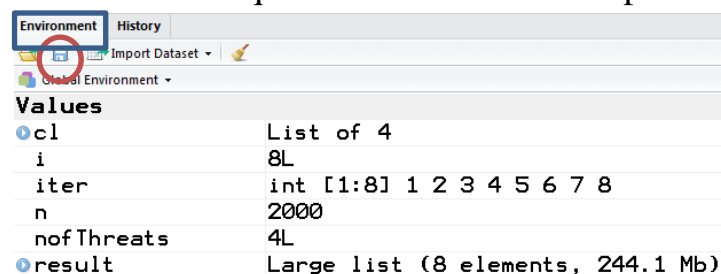 Environment History
Import Dataset
Global Environment
Values
cl List of 4
i 8L
iter int [1:8] 1 2 3 4 5 6 7 8
n 2000
nofThreats 4L
result Large list (8 elements, 244.1 Mb)